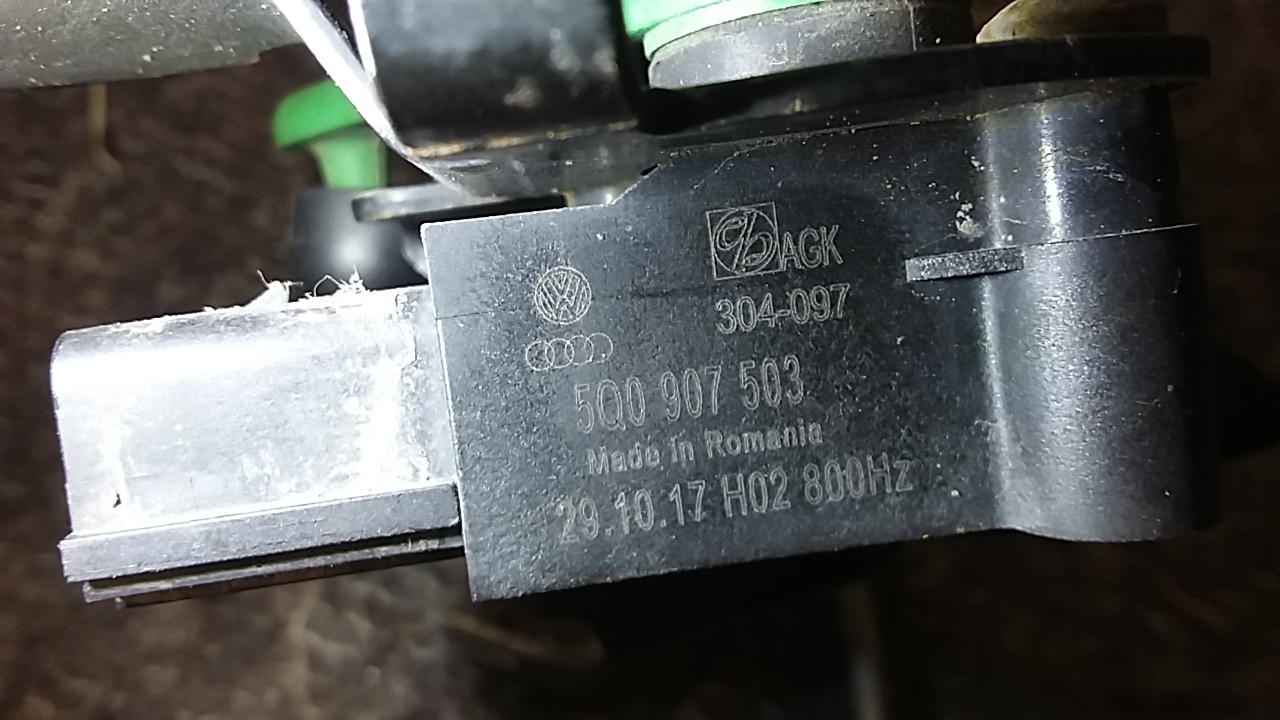 AGK
304-097
5Q0 907 503
Made in Romania
29.10.17 H02 800Hz